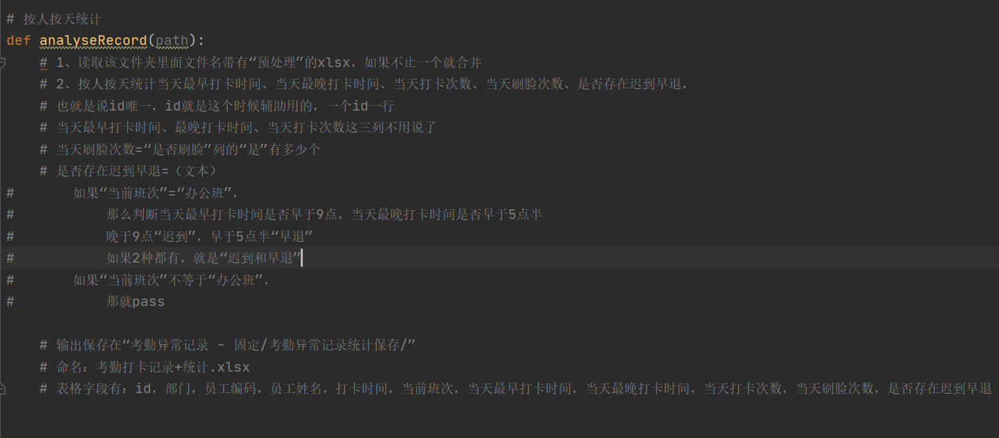 # 按人按天统计
def analyseRecord(path):
# 1、读取该文件夹里面文件名带有“预处理”的xlsx，如果不止一个就合并
# 2、按人按天统计当天最早打卡时间、当天最晚打卡时间、当天打卡次数、当天刷脸次数、是否存在迟到早退，
# 也就是说id唯一，id就是这个时候辅助用的，一个id一行
# 当天最早打卡时间、最晚打卡时间、当天打卡次数这三列不用说了
# 当天刷脸次数=“是否刷脸”列的“是”有多少个
# 是否存在迟到早退=（文本）
# 如果“当前班次”=“办公班”，
# 那么判断当天最早打卡时间是否早于9点，当天最晚打卡时间是否早于5点半
# 晚于9点“迟到”，早于5点半“早退”
# 如果2种都有，就是“迟到和早退”
# 如果“当前班次”不等于“办公班”，
# 那就pass
# 输出保存在“考勤异常记录 - 固定/考勤异常记录统计保存/”
# 命名：考勤打卡记录+统计.xlsx
# 表格字段有：id，部门，员工编码，员工姓名，打卡时间，当前班次，当天最早打卡时间，当天最晚打卡时间，当天打卡次数，当天刷脸次数，是否存在迟到早退